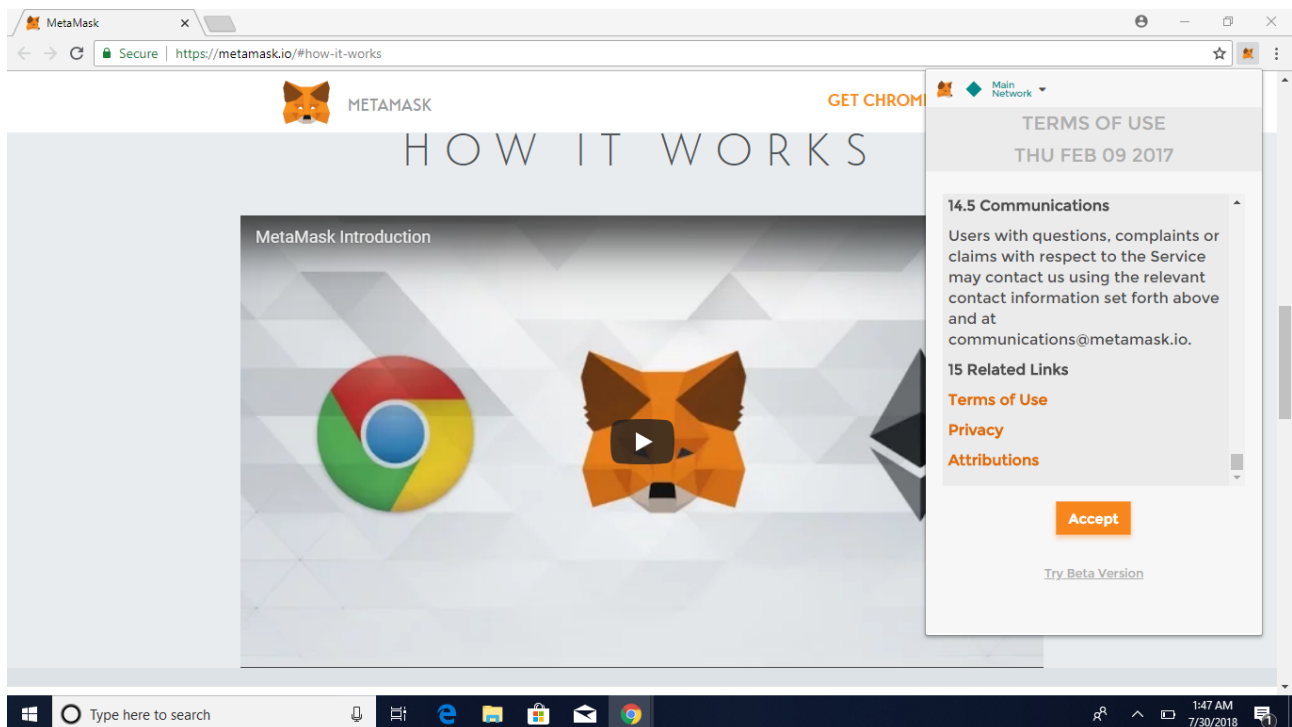 MetaMask
Secure
https://metamask.io/#how-it-works
METAMASK
GET CHROM
HOW IT WORKS
MetaMask Introduction
Main
Network
TERMS OF USE
THU FEB 09 2017
14.5 Communications
Users with questions, complaints or
claims with respect to the Service
may contact us using the relevant
contact information set forth above
and at
communications@metamask.io.
15 Related Links
Terms of Use
Privacy
Attributions
Accept
Try Beta Version
Type here to search
1:47 AM
7/30/2018
1